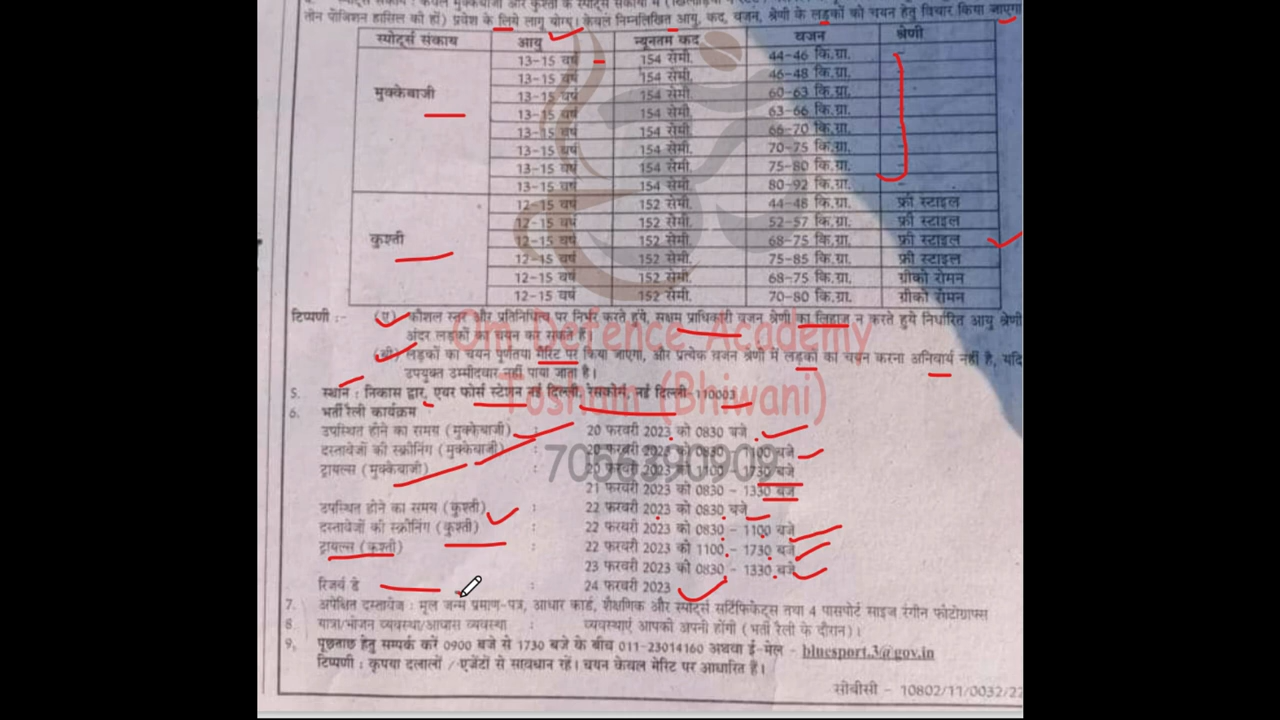 तीन पोजिशन हासिल की हो) प्रवेश के लिये लागू योग्य। केवल निम्नलिखित आयु, कद, वजन, श्रेणी के लड़कों को चयन हेतु विचार किया जाएगा
स्पोर्ट्स संकाय आयु न्यूनतम कद वजन श्रेणी
मुक्केबाजी
13-15 वर्ष 154 सेमी. 44-46 कि.ग्रा. -
13-15 वर्ष 154 सेमी. 46-48 कि.ग्रा. -
13-15 वर्ष 154 सेमी. 60-63 कि.ग्रा. -
13-15 वर्ष 154 सेमी. 63-66 कि.ग्रा. -
13-15 वर्ष 154 सेमी. 66-70 कि.ग्रा. -
13-15 वर्ष 154 सेमी. 70-75 कि.ग्रा. -
13-15 वर्ष 154 सेमी. 75-80 कि.ग्रा. -
13-15 वर्ष 154 सेमी. 80-92 कि.ग्रा. -
कुश्ती
12-15 वर्ष 152 सेमी. 44-48 कि.ग्रा. फ्री स्टाइल
12-15 वर्ष 152 सेमी. 52-57 कि.ग्रा. फ्री स्टाइल
12-15 वर्ष 152 सेमी. 68-75 कि.ग्रा. फ्री स्टाइल
12-15 वर्ष 152 सेमी. 75-85 कि.ग्रा. फ्री स्टाइल
12-15 वर्ष 152 सेमी. 68-75 कि.ग्रा. ग्रीको रोमन
12-15 वर्ष 152 सेमी. 70-80 कि.ग्रा. ग्रीको रोमन
टिप्पणी :- (ए) कौशल स्तर और प्रतिनिधित्व पर निर्भर करते हुये, सक्षम प्राधिकारी वजन श्रेणी का लिहाज न करते हुये निर्धारित आयु श्रेणी
अंदर लड़कों का चयन कर सकते हैं।
(बी) लड़कों का चयन पूर्णतया मैरिट पर किया जाएगा, और प्रत्येक वजन श्रेणी में लड़कों का चयन करना अनिवार्य नहीं है, यदि
उपयुक्त उम्मीदवार नहीं पाया जाता है।
Om Defence Academy
Tosham (Bhiwani)
7056390909
5. स्थान : निकास द्वार, एयर फोर्स स्टेशन नई दिल्ली, रेसकोर्स, नई दिल्ली-110003
6. भर्ती रैली कार्यक्रम
उपस्थित होने का समय (मुक्केबाजी) : 20 फरवरी 2023 को 0830 बजे
दस्तावेजों की स्क्रीनिंग (मुक्केबाजी) 20 फरवरी 2023 को 0830 - 1100 बजे
ट्रायल्स (मुक्केबाजी) 20 फरवरी 2023 को 1100 - 1730 बजे
21 फरवरी 2023 को 0830 - 1330 बजे
उपस्थित होने का समय (कुश्ती) : 22 फरवरी 2023 को 0830 बजे
दस्तावेजों की स्क्रीनिंग (कुश्ती) : 22 फरवरी 2023 को 0830 - 1100 बजे
ट्रायल्स (कुश्ती) : 22 फरवरी 2023 को 1100 - 1730 बजे
23 फरवरी 2023 को 0830 - 1330 बजे
रिजर्व डे : 24 फरवरी 2023
7. अपेक्षित दस्तावेज : मूल जन्म प्रमाण-पत्र, आधार कार्ड, शैक्षणिक और स्पोर्ट्स सर्टिफिकेट्स तथा 4 पासपोर्ट साइज रंगीन फोटोग्राफ्स
8. यात्रा/भोजन व्यवस्था/आवास व्यवस्था : व्यवस्थाएं आपको अपनी होंगी (भर्ती रैली के दौरान)।
9. पूछताछ हेतु सम्पर्क करें 0900 बजे से 1730 बजे के बीच 011-23014160 अथवा ई-मेल - bluesport.3@gov.in
टिप्पणी : कृपया दलालों / एजेंटों से सावधान रहें। चयन केवल मेरिट पर आधारित है।
सीबीसी - 10802/11/0032/22